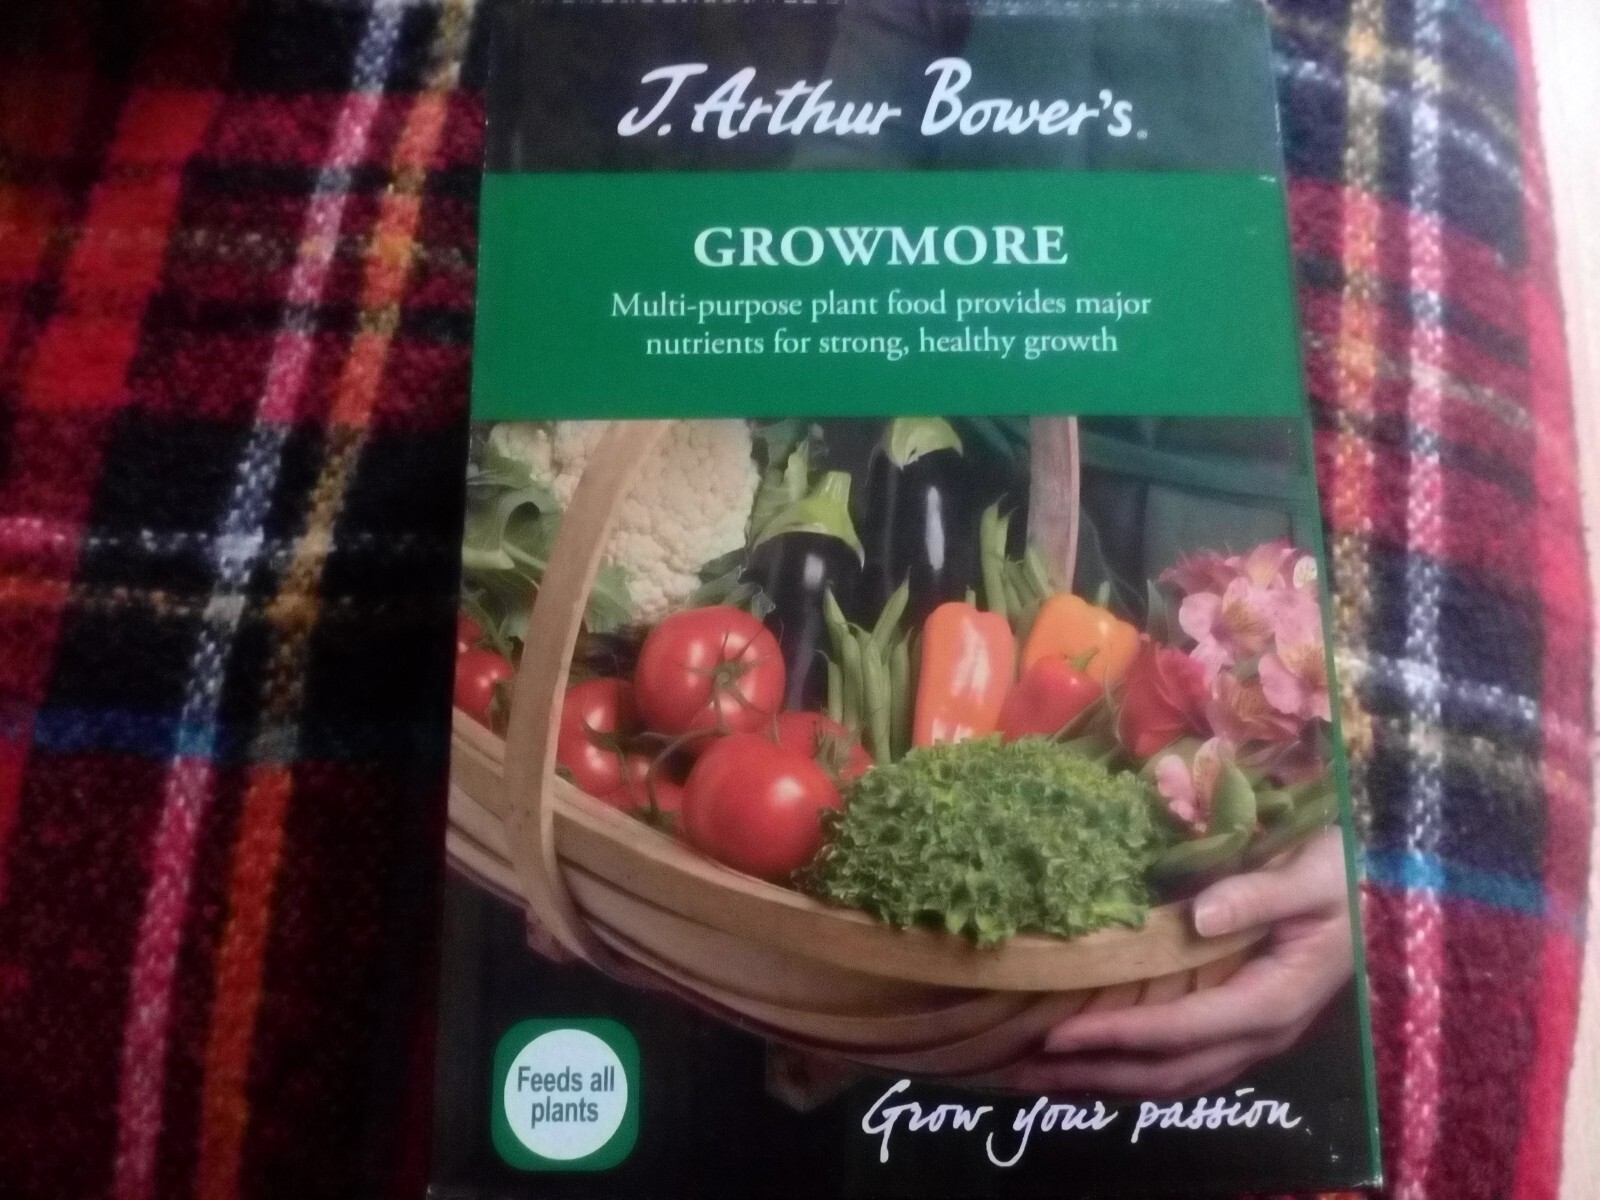 J. Arthur Bower's
GROWMORE
Multi-purpose plant food provides major
nutrients for strong, healthy growth
Feeds all
plants
Grow your passion